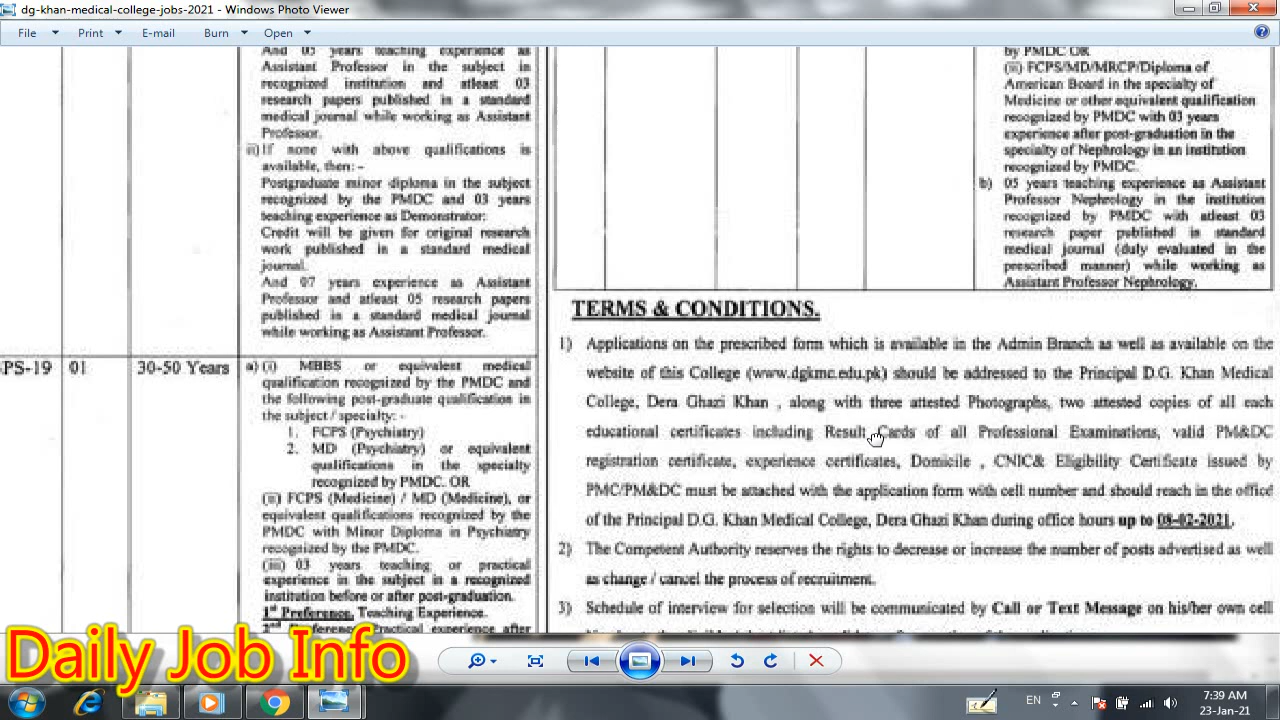 dg-khan-medical-college-jobs-2021 - Windows Photo Viewer
File Print E-mail Burn Open
And 05 years teaching experience as
Assistant Professor in the subject in
recognized institution and atleast 03
research papers published in a standard
medical journal while working as Assistant
Professor.
ii) If none with above qualifications is
available, then: -
Postgraduate minor diploma in the subject
recognized by the PMDC and 03 years
teaching experience as Demonstrator:
Credit will be given for original research
work published in a standard medical
journal.
And 07 years experience as Assistant
Professor and atleast 05 research papers
published in a standard medical journal
while working as Assistant Professor.
PS-19 01 30-50 Years
a) (i) MBBS or equivalent medical
qualification recognized by the PMDC and
the following post-graduate qualification in
the subject / specialty: -
1. FCPS (Psychiatry)
2. MD (Psychiatry) or equivalent
qualifications in the specialty
recognized by PMDC. OR
(ii) FCPS (Medicine) / MD (Medicine), or
equivalent qualifications recognized by the
PMDC with Minor Diploma in Psychiatry
recognized by the PMDC.
(iii) 03 years teaching or practical
experience in the subject in a recognized
institution before or after post-graduation.
1st Preference. Teaching Experience.
2nd Preference Practical experience after
by PMDC OR
(ii) FCPS/MD/MRCP/Diploma of
American Board in the specialty of
Medicine or other equivalent qualification
recognized by PMDC with 03 years
experience after post-graduation in the
specialty of Nephrology in an institution
recognized by PMDC.
b) 05 years teaching experience as Assistant
Professor Nephrology in the institution
recognized by PMDC with atleast 03
research paper published in standard
medical journal (duly evaluated in the
prescribed manner) while working as
Assistant Professor Nephrology.
TERMS & CONDITIONS.
1) Applications on the prescribed form which is available in the Admin Branch as well as available on the
website of this College (www.dgkmc.edu.pk) should be addressed to the Principal D.G. Khan Medical
College, Dera Ghazi Khan , along with three attested Photographs, two attested copies of all each
educational certificates including Result Cards of all Professional Examinations, valid PM&DC
registration certificate, experience certificates, Domicile , CNIC& Eligibility Certificate issued by
PMC/PM&DC must be attached with the application form with cell number and should reach in the office
of the Principal D.G. Khan Medical College, Dera Ghazi Khan during office hours up to 08-02-2021.
2) The Competent Authority reserves the rights to decrease or increase the number of posts advertised as well
as change / cancel the process of recruitment.
3) Schedule of interview for selection will be communicated by Call or Text Message on his/her own cell
Daily Job Info
EN
7:39 AM
23-Jan-21